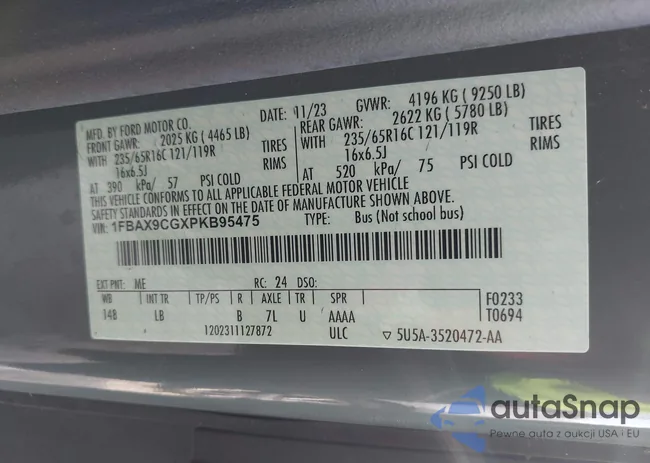 MFD. BY FORD MOTOR CO.
DATE: 11/23 GVWR: 4196 KG ( 9250 LB)
FRONT GAWR: 2025 KG ( 4465 LB) REAR GAWR: 2622 KG ( 5780 LB)
WITH 235/65R16C 121/119R TIRES WITH 235/65R16C 121/119R TIRES
16x6.5J RIMS 16x6.5J RIMS
AT 390 kPa/ 57 PSI COLD AT 520 kPa/ 75 PSI COLD
THIS VEHICLE CONFORMS TO ALL APPLICABLE FEDERAL MOTOR VEHICLE
SAFETY STANDARDS IN EFFECT ON THE DATE OF MANUFACTURE SHOWN ABOVE.
VIN: 1FBAX9CGXPKB95475 TYPE: Bus (Not school bus)
EXT PNT: ME RC: 24 DSO:
WB INT TR TP/PS R AXLE TR SPR F0233
14B LB B 7L U AAAA T0694
1202311127872 ULC ▽ 5U5A-3520472-AA
autaSnap
Pewne auta z aukcji USA i EU